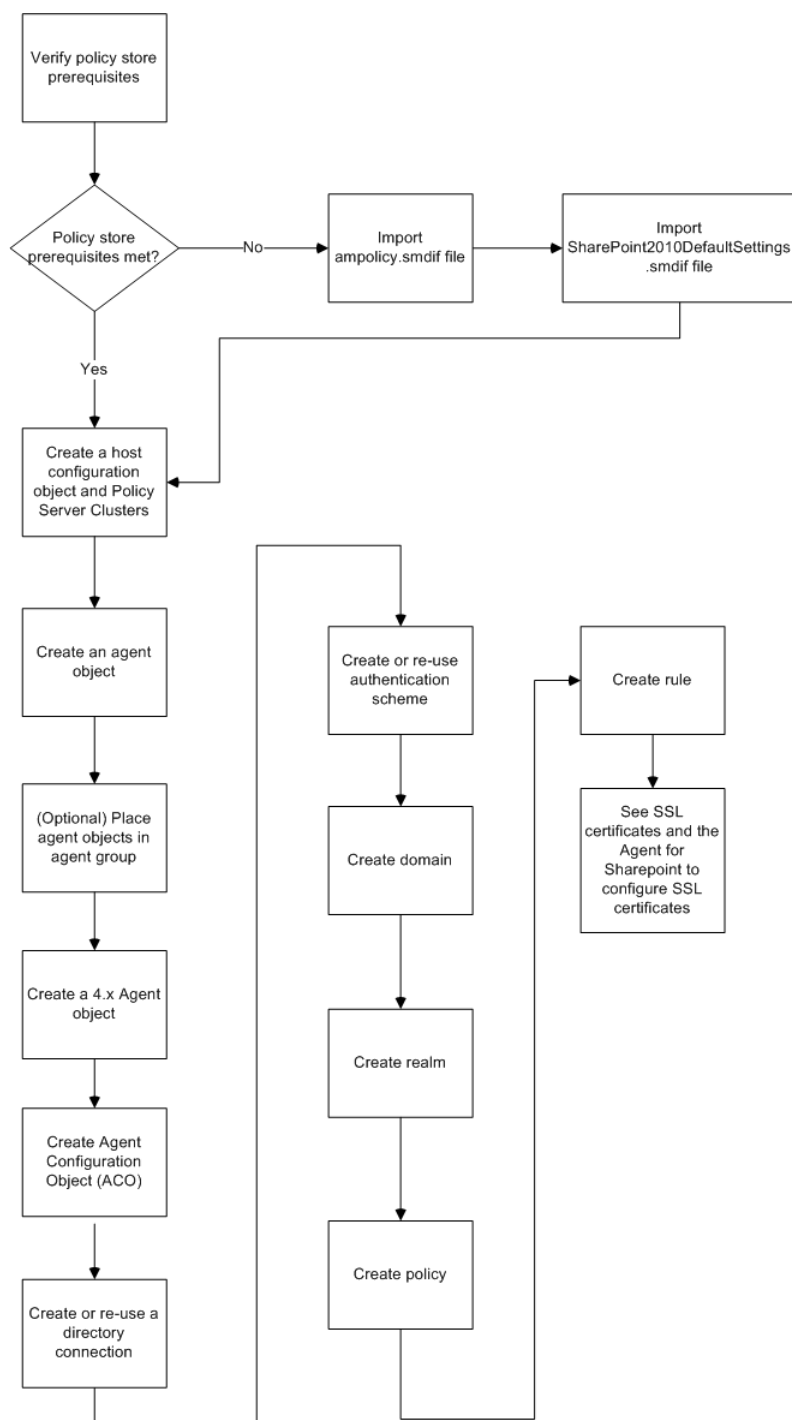 Verify policy store
prerequisites
Policy store
prerequisites met?
No
Import
ampolicy.smdif file
Import
SharePoint2010DefaultSettings
.smdif file
Yes
Create a host
configuration
object and Policy
Server Clusters
Create an agent
object
(Optional) Place
agent objects in
agent group
Create a 4.x Agent
object
Create Agent
Configuration
Object (ACO)
Create or re-use a
directory
connection
Create or re-use
authentication
scheme
Create domain
Create realm
Create policy
Create rule
See SSL
certificates and the
Agent for
Sharepoint to
configure SSL
certificates